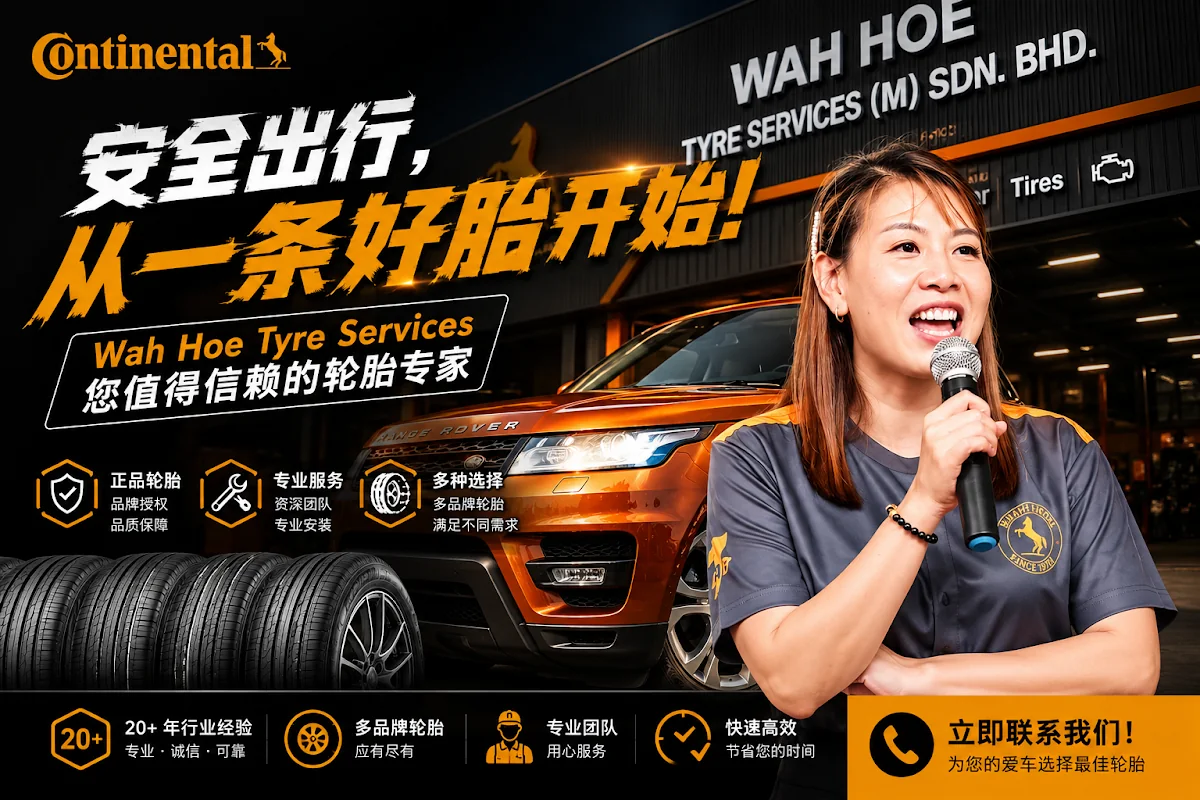 Continental
WAH HOE
TYRE SERVICES (M) SDN. BHD.
Tires
安全出行，
从一条好胎开始！
Wah Hoe Tyre Services
您值得信赖的轮胎专家
RANGE ROVER
正品轮胎
品牌授权
品质保障
专业服务
资深团队
专业安装
多种选择
多品牌轮胎
满足不同需求
SINCE 1978
20+
20+ 年行业经验
专业 · 诚信 · 可靠
多品牌轮胎
应有尽有
专业团队
用心服务
快速高效
节省您的时间
立即联系我们！
为您的爱车选择最佳轮胎